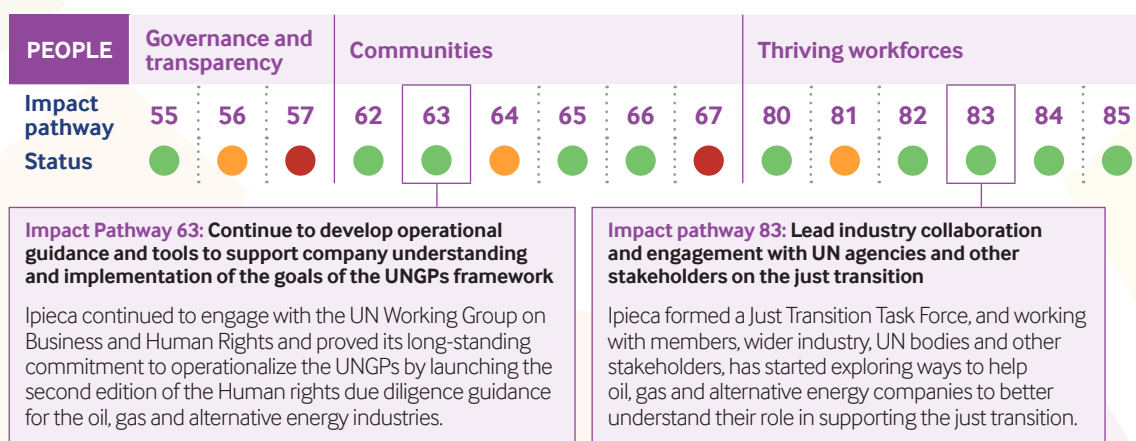 PEOPLE
Governance and
transparency
Communities
Thriving workforces
Impact
pathway
55 56 57 62 63 64 65 66 67 80 81 82 83 84 85
Status
Impact Pathway 63: Continue to develop operational
guidance and tools to support company understanding
and implementation of the goals of the UNGPs framework
Ipieca continued to engage with the UN Working Group on
Business and Human Rights and proved its long-standing
commitment to operationalize the UNGPs by launching the
second edition of the Human rights due diligence guidance
for the oil, gas and alternative energy industries.
Impact pathway 83: Lead industry collaboration
and engagement with UN agencies and other
stakeholders on the just transition
Ipieca formed a Just Transition Task Force, and working
with members, wider industry, UN bodies and other
stakeholders, has started exploring ways to help
oil, gas and alternative energy companies to better
understand their role in supporting the just transition.